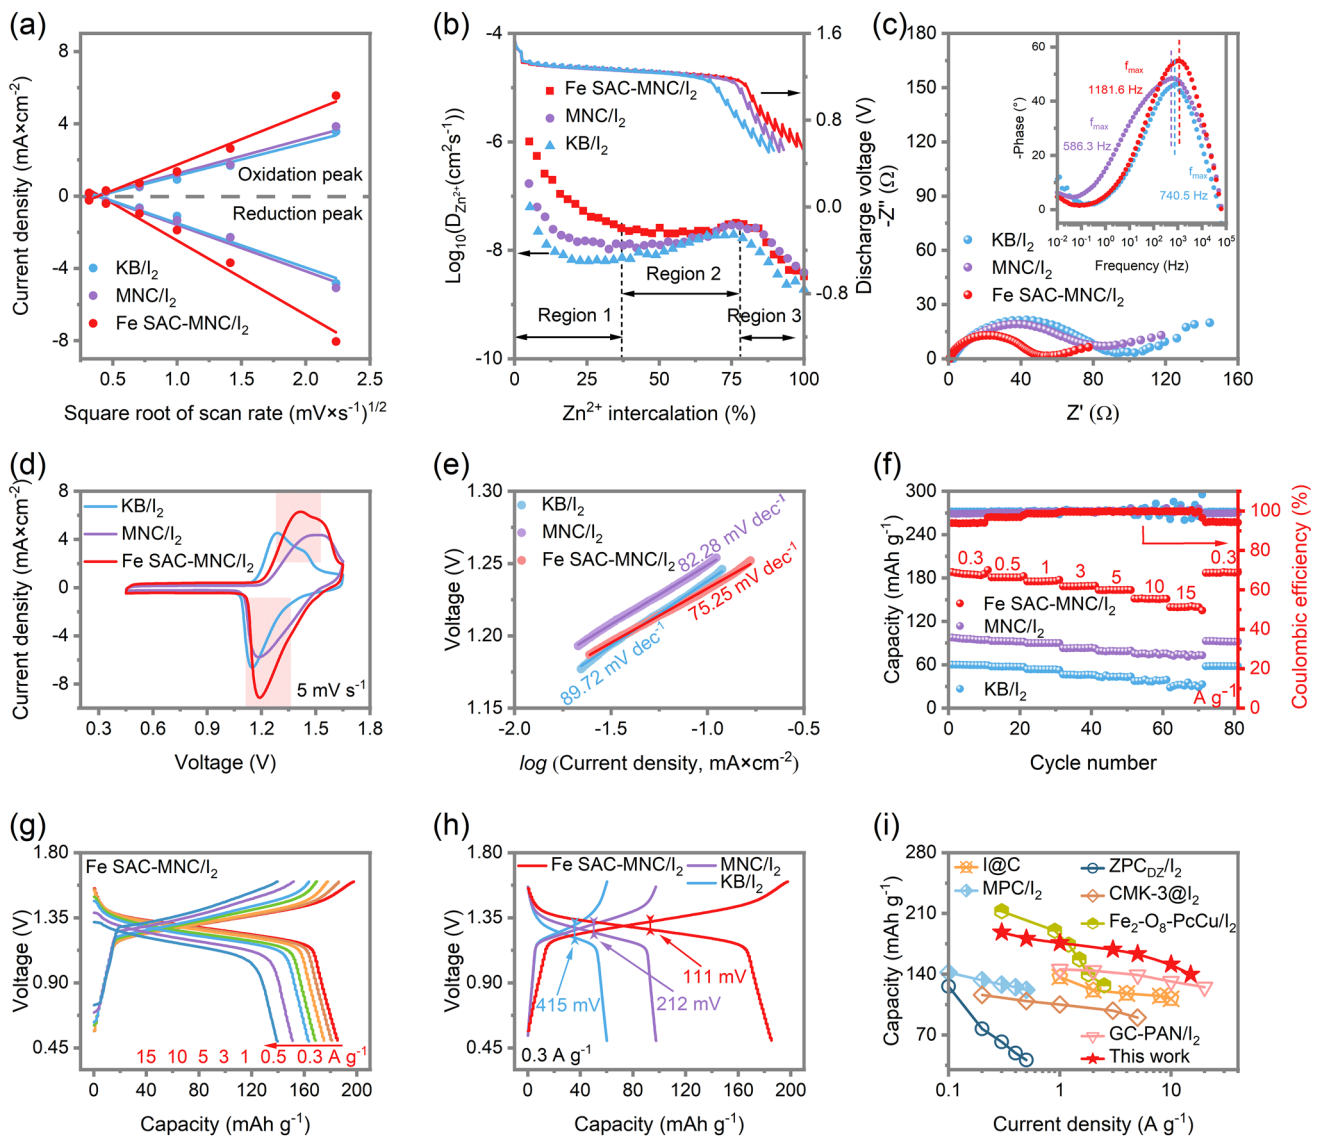 (a)
8
4
0
-4
-8
Current density (mA×cm⁻²)
Oxidation peak
Reduction peak
KB/I₂
MNC/I₂
Fe SAC-MNC/I₂
0.5 1.0 1.5 2.0 2.5
Square root of scan rate (mV×s⁻¹)¹ᐟ²
(b)
-4
-6
-8
-10
Log₁₀(D_Zn²⁺(cm²s⁻¹))
1.6
0.8
0.0
-0.8
Discharge voltage (V)
Fe SAC-MNC/I₂
MNC/I₂
KB/I₂
Region 1
Region 2
Region 3
0 25 50 75 100
Zn²⁺ intercalation (%)
(c)
180
150
120
90
60
30
0
-Z'' (Ω)
60
40
20
0
-Phase (°)
f_max
1181.6 Hz
f_max
586.3 Hz
f_max
740.5 Hz
10⁻² 10⁻¹ 10⁰ 10¹ 10² 10³ 10⁴ 10⁵
Frequency (Hz)
KB/I₂
MNC/I₂
Fe SAC-MNC/I₂
0 40 80 120 160
Z' (Ω)
(d)
8
4
0
-4
-8
Current density (mA×cm⁻²)
KB/I₂
MNC/I₂
Fe SAC-MNC/I₂
5 mV s⁻¹
0.3 0.6 0.9 1.2 1.5 1.8
Voltage (V)
(e)
1.30
1.25
1.20
1.15
Voltage (V)
KB/I₂
MNC/I₂
Fe SAC-MNC/I₂
82.28 mV dec⁻¹
75.25 mV dec⁻¹
89.72 mV dec⁻¹
-2.0 -1.5 -1.0 -0.5
log (Current density, mA×cm⁻²)
(f)
300
240
180
120
60
0
Capacity (mAh g⁻¹)
100
80
60
40
20
0
Coulombic efficiency (%)
0.3 0.5 1 3 5 10 15 0.3
Fe SAC-MNC/I₂
MNC/I₂
KB/I₂
A g⁻¹
0 20 40 60 80
Cycle number
(g)
1.80
1.35
0.90
0.45
Voltage (V)
Fe SAC-MNC/I₂
15 10 5 3 1 0.5 0.3 A g⁻¹
0 40 80 120 160 200
Capacity (mAh g⁻¹)
(h)
1.80
1.35
0.90
0.45
Voltage (V)
Fe SAC-MNC/I₂
MNC/I₂
KB/I₂
111 mV
415 mV
212 mV
0.3 A g⁻¹
0 40 80 120 160 200
Capacity (mAh g⁻¹)
(i)
280
210
140
70
Capacity (mAh g⁻¹)
I@C
MPC/I₂
ZPC_DZ/I₂
CMK-3@I₂
Fe₂-O₈-PcCu/I₂
GC-PAN/I₂
This work
0.1 1 10
Current density (A g⁻¹)